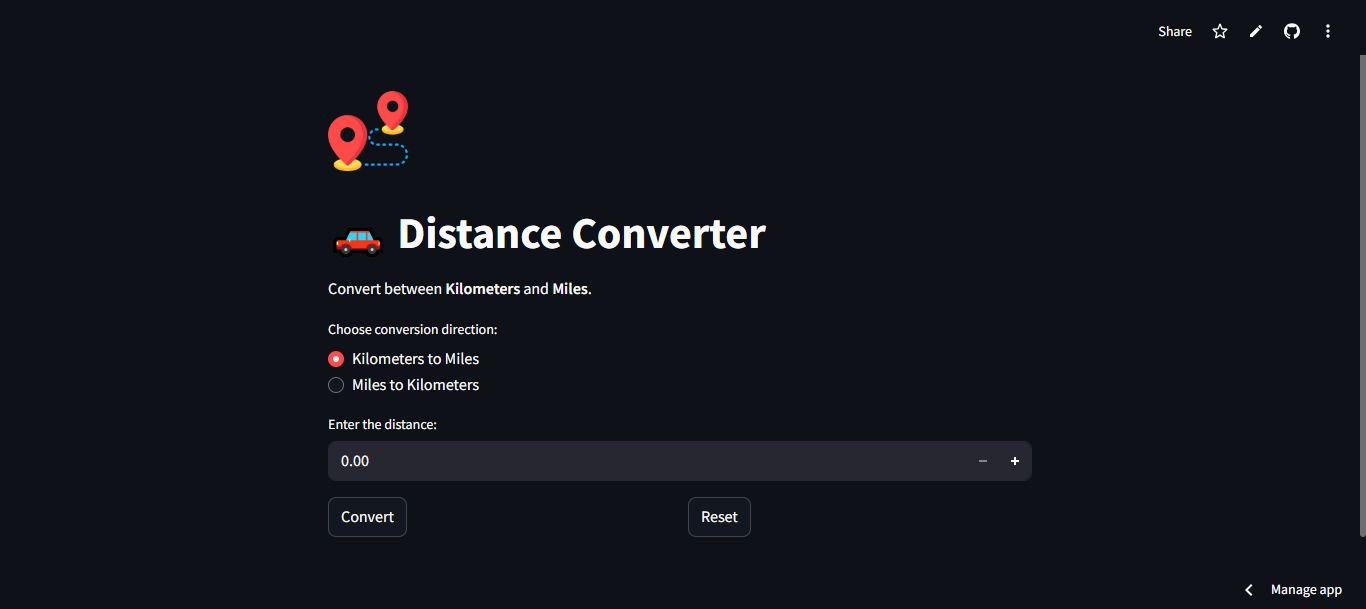 Share
Distance Converter
Convert between Kilometers and Miles.
Choose conversion direction:
Kilometers to Miles
Miles to Kilometers
Enter the distance:
0.00
Convert
Reset
Manage app